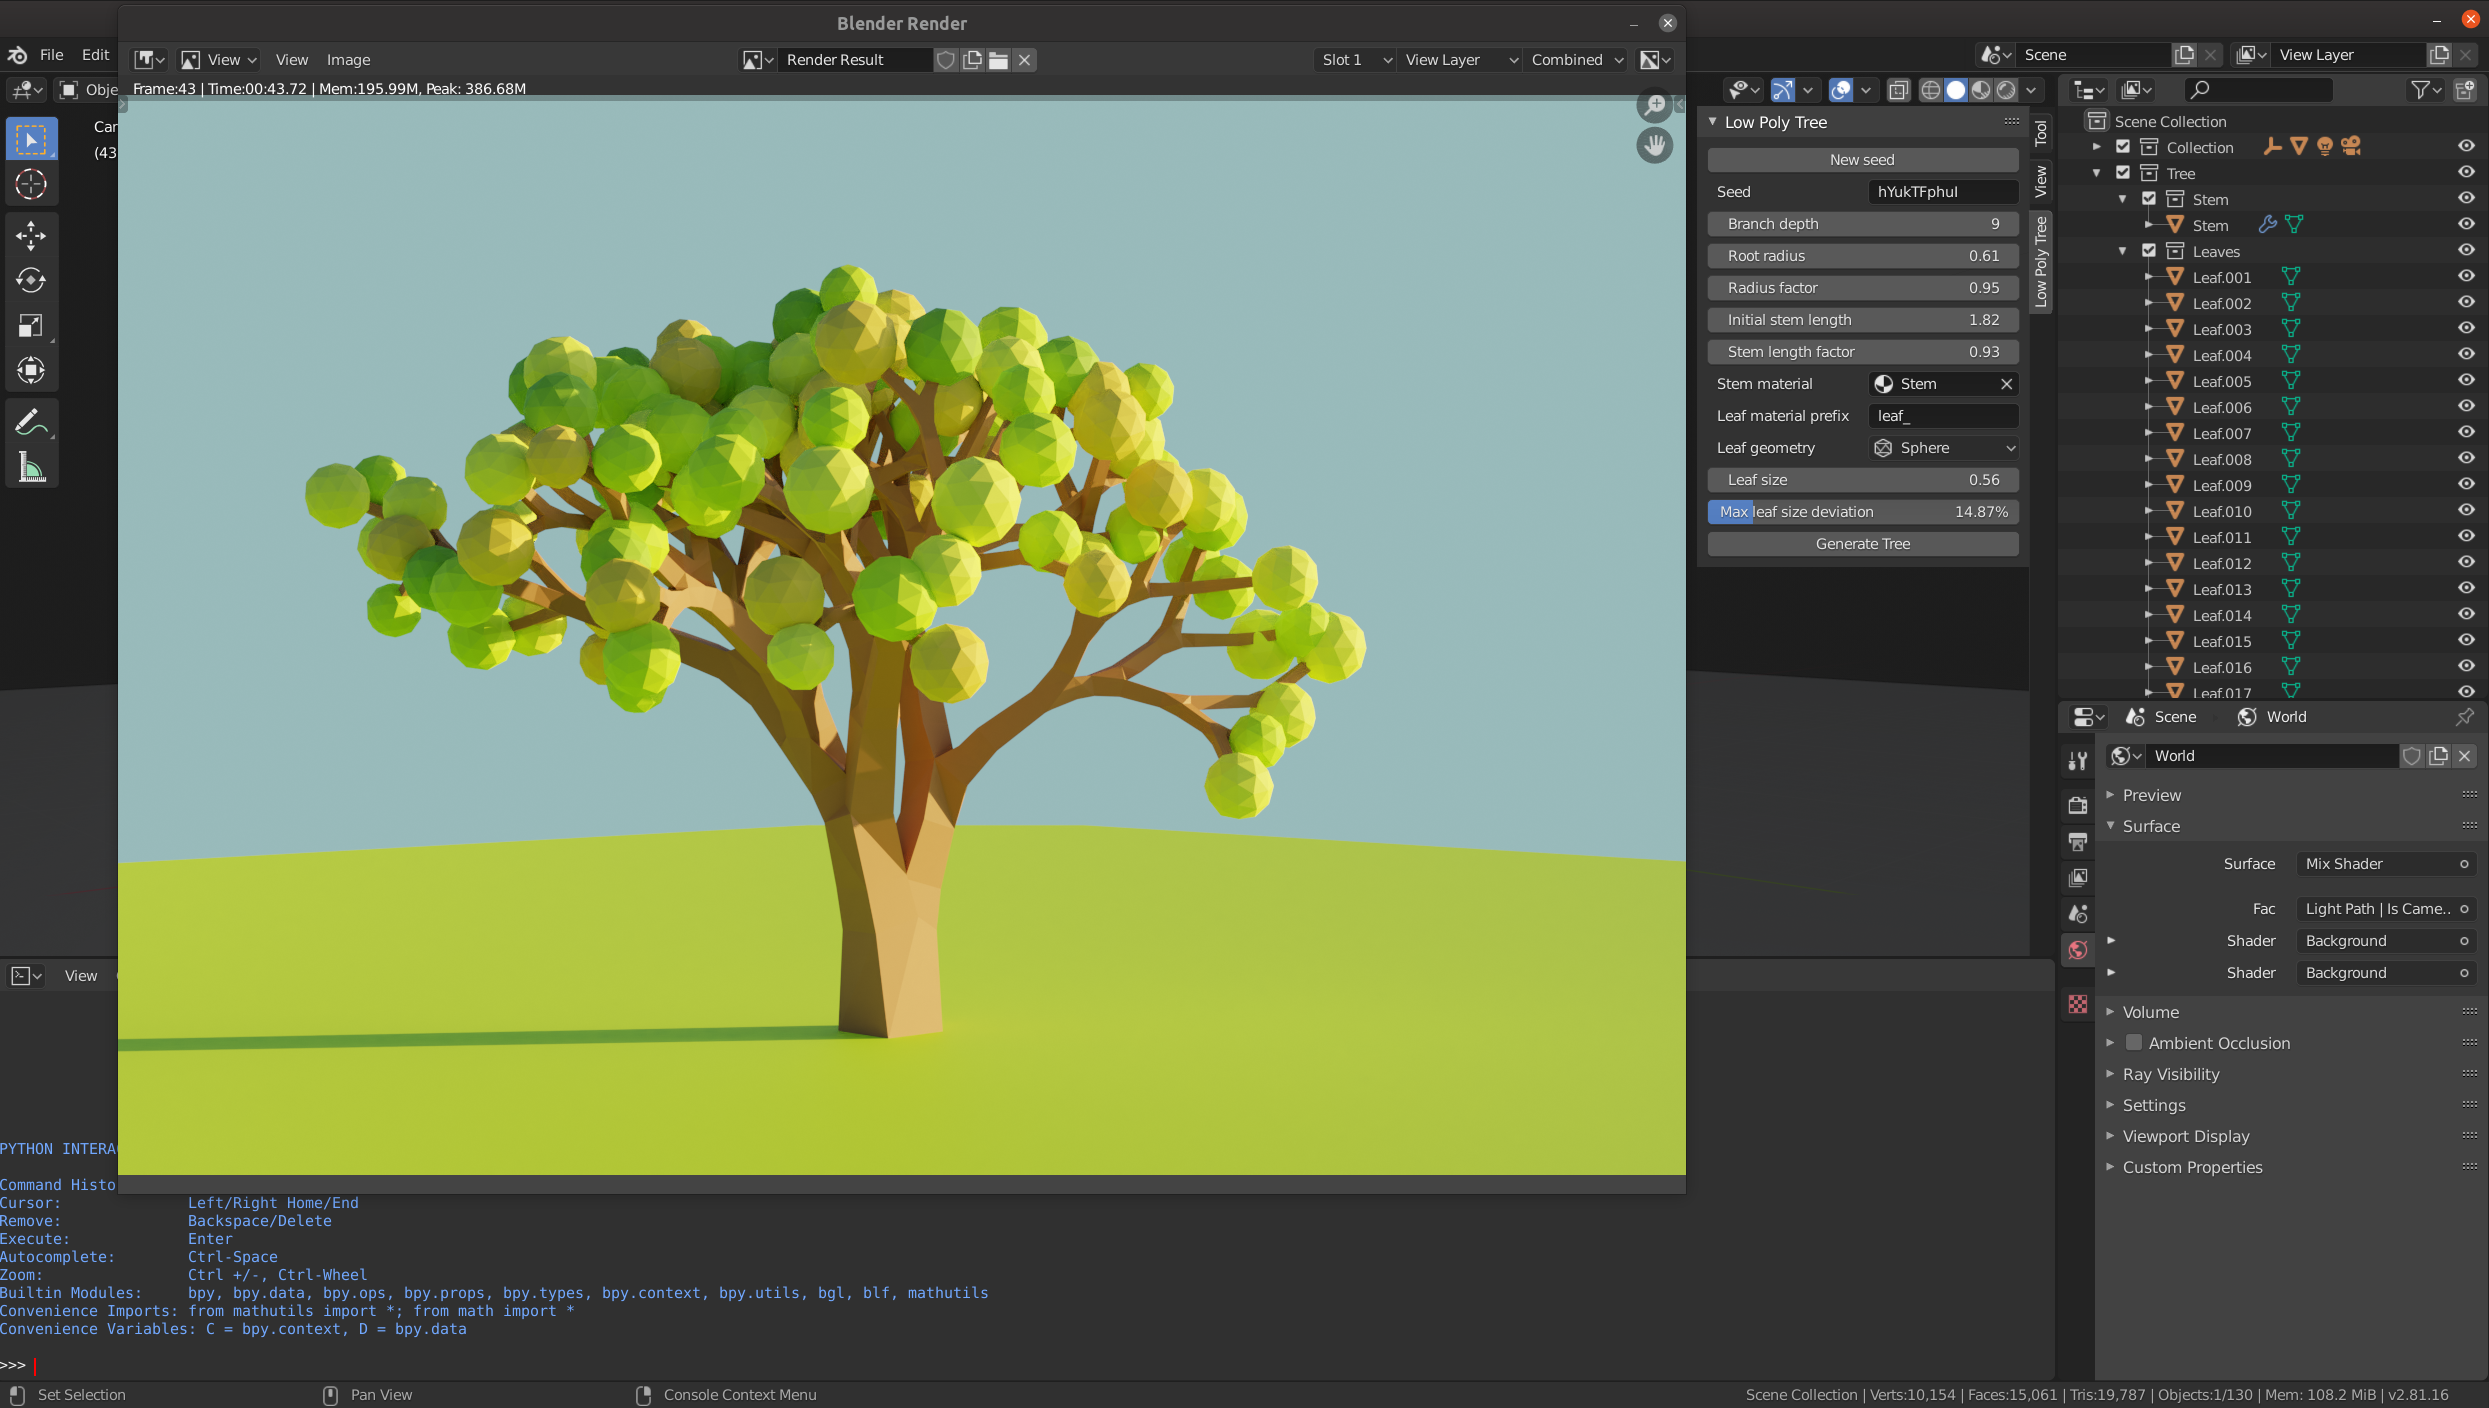 Blender Render
File Edit
View View Image
Render Result
Slot 1 View Layer Combined
Scene View Layer
Frame:43 | Time:00:43.72 | Mem:195.99M, Peak: 386.68M
Obje
Car
(43
Low Poly Tree
New seed
Seed hYukTFphuI
Branch depth 9
Root radius 0.61
Radius factor 0.95
Initial stem length 1.82
Stem length factor 0.93
Stem material Stem
Leaf material prefix leaf_
Leaf geometry Sphere
Leaf size 0.56
Max leaf size deviation 14.87%
Generate Tree
Tool
View
Low Poly Tree
Scene Collection
Collection
Tree
Stem
Stem
Leaves
Leaf.001
Leaf.002
Leaf.003
Leaf.004
Leaf.005
Leaf.006
Leaf.007
Leaf.008
Leaf.009
Leaf.010
Leaf.011
Leaf.012
Leaf.013
Leaf.014
Leaf.015
Leaf.016
Leaf.017
Scene World
World
Preview
Surface
Surface Mix Shader
Fac Light Path | Is Came..
Shader Background
Shader Background
Volume
Ambient Occlusion
Ray Visibility
Settings
Viewport Display
Custom Properties
View
PYTHON INTERA
Command Histo
Cursor: Left/Right Home/End
Remove: Backspace/Delete
Execute: Enter
Autocomplete: Ctrl-Space
Zoom: Ctrl +/-, Ctrl-Wheel
Builtin Modules: bpy, bpy.data, bpy.ops, bpy.props, bpy.types, bpy.context, bpy.utils, bgl, blf, mathutils
Convenience Imports: from mathutils import *; from math import *
Convenience Variables: C = bpy.context, D = bpy.data
>>>
Set Selection Pan View Console Context Menu
Scene Collection | Verts:10,154 | Faces:15,061 | Tris:19,787 | Objects:1/130 | Mem: 108.2 MiB | v2.81.16